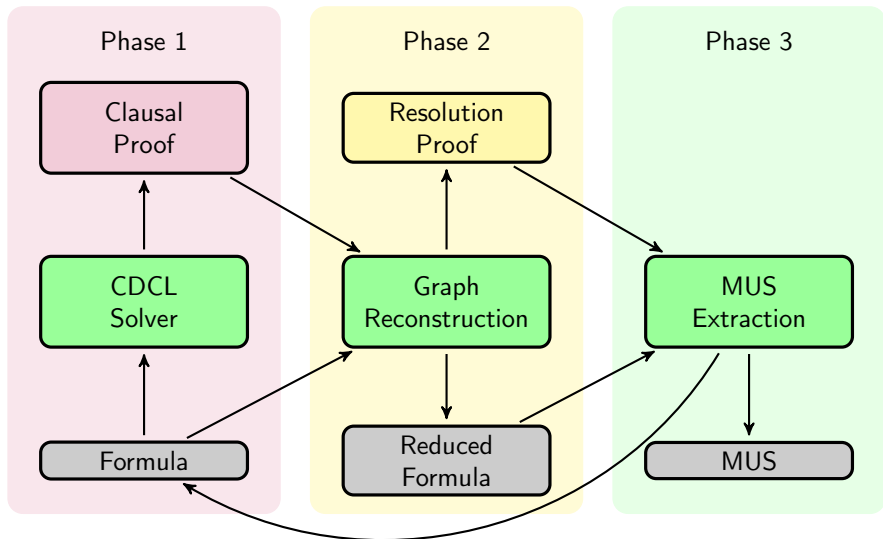 Phase 1
Phase 2
Phase 3
Clausal
Proof
Resolution
Proof
CDCL
Solver
Graph
Reconstruction
MUS
Extraction
Formula
Reduced
Formula
MUS